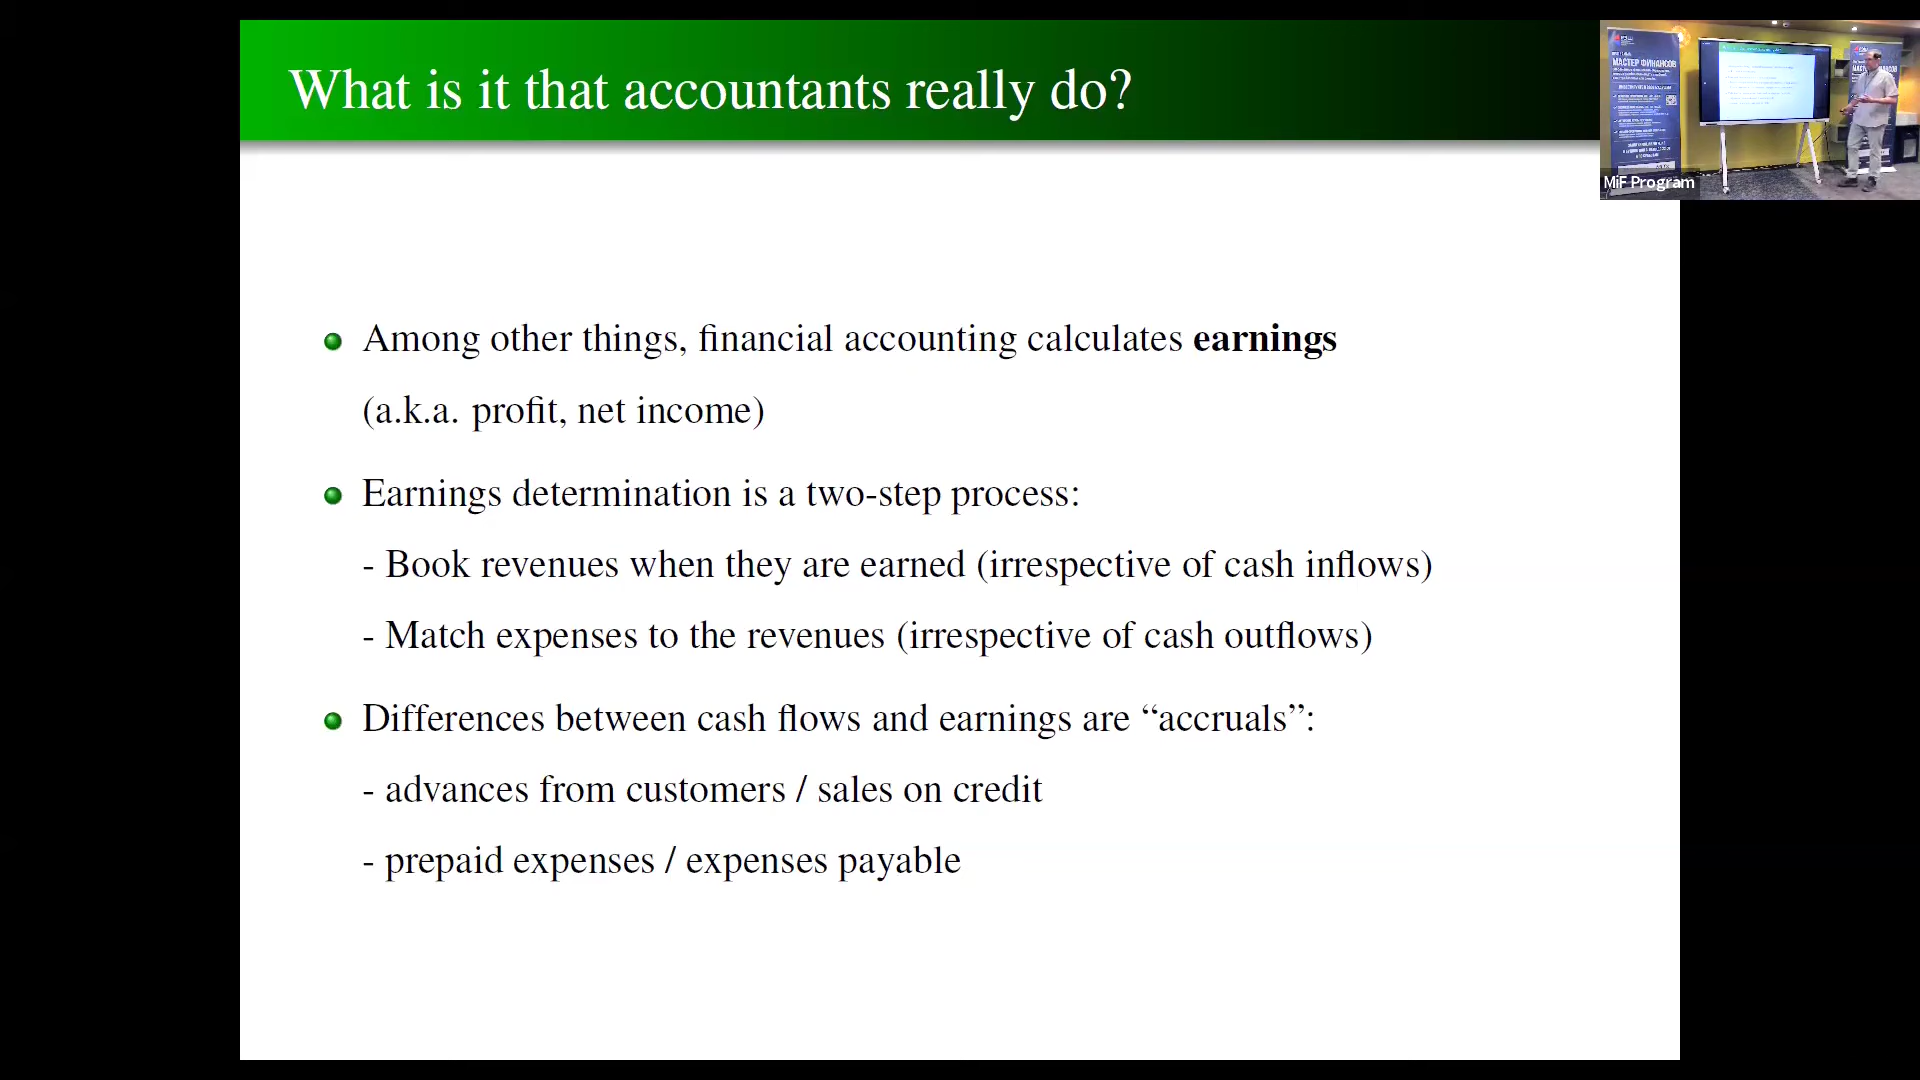 What is it that accountants really do?
МАСТЕР ФИНАНСОВ
MiF Program
Among other things, financial accounting calculates earnings
(a.k.a. profit, net income)
Earnings determination is a two-step process:
- Book revenues when they are earned (irrespective of cash inflows)
- Match expenses to the revenues (irrespective of cash outflows)
Differences between cash flows and earnings are “accruals”:
- advances from customers / sales on credit
- prepaid expenses / expenses payable